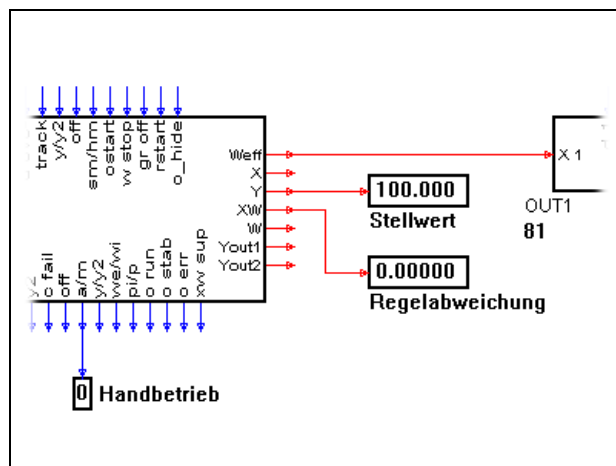 track
y/y2
off
sm/hm
ostart
w stop
gr off
rstart
o_hide
Weff
X
Y
XW
W
Yout1
Yout2
X 1
100.000
Stellwert
OUT1
81
0.00000
Regelabweichung
y2
c fail
off
a/m
y/y2
we/wi
pi/p
o run
o stab
o err
xw sup
0 Handbetrieb